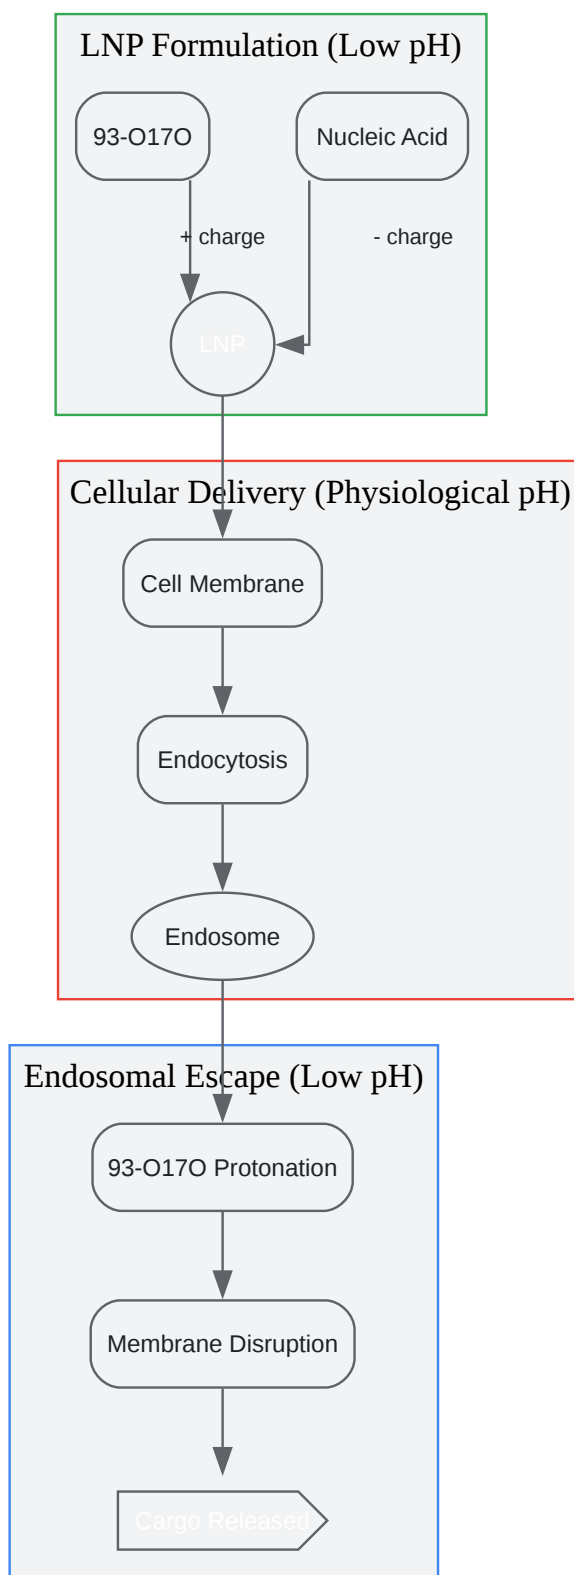 LNP Formulation (Low pH)
93-O17O
Nucleic Acid
+ charge
- charge
LNP
Cellular Delivery (Physiological pH)
Cell Membrane
Endocytosis
Endosome
Endosomal Escape (Low pH)
93-O17O Protonation
Membrane Disruption
Cargo Released